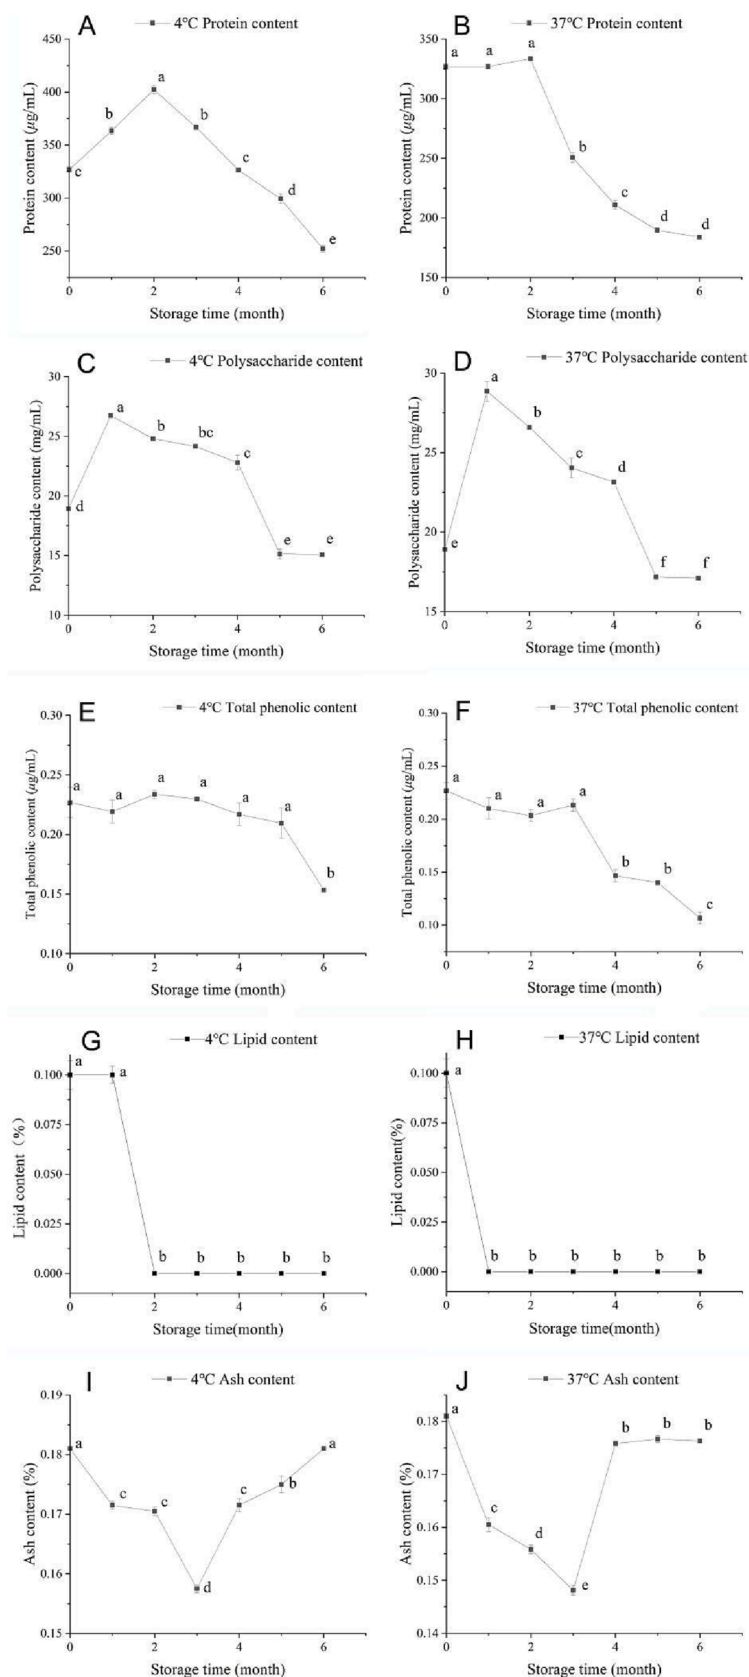 A
4°C Protein content
Protein content (µg/mL)
450
400
350
300
250
c
b
a
b
c
d
e
0 2 4 6
Storage time (month)
B
37°C Protein content
Protein content (µg/mL)
350
300
250
200
150
a
a
a
b
c
d
d
0 2 4 6
Storage time (month)
C
4°C Polysaccharide content
Polysaccharide content (mg/mL)
30
25
20
15
10
d
a
b
bc
c
e
e
0 2 4 6
Storage time (month)
D
37°C Polysaccharide content
Polysaccharide content (mg/mL)
30
25
20
15
e
a
b
c
d
f
f
0 2 4 6
Storage time (month)
E
4°C Total phenolic content
Total phenolic content (µg/mL)
0.30
0.25
0.20
0.15
0.10
a
a
a
a
a
a
b
0 2 4 6
Storage time (month)
F
37°C Total phenolic content
Total phenolic content (µg/mL)
0.30
0.25
0.20
0.15
0.10
a
a
a
a
b
b
c
0 2 4 6
Storage time (month)
G
4°C Lipid content
Lipid content (%)
0.100
0.075
0.050
0.025
0.000
a
a
b
b
b
b
b
0 2 4 6
Storage time(month)
H
37°C Lipid content
Lipid content(%)
0.100
0.075
0.050
0.025
0.000
a
b
b
b
b
b
b
0 2 4 6
Storage time(month)
I
4°C Ash content
Ash content (%)
0.19
0.18
0.17
0.16
0.15
a
c
c
d
c
b
a
0 2 4 6
Storage time (month)
J
37°C Ash content
Ash content (%)
0.18
0.17
0.16
0.15
0.14
a
c
d
e
b
b
b
0 2 4 6
Storage time (month)